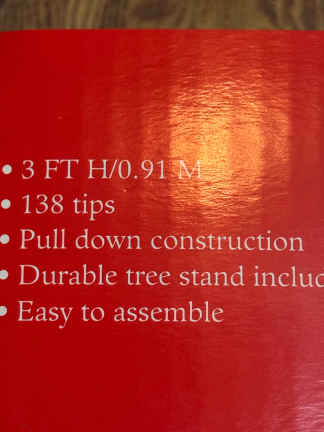 • 3 FT H/0.91 M
• 138 tips
• Pull down construction
• Durable tree stand
• Easy to assemble